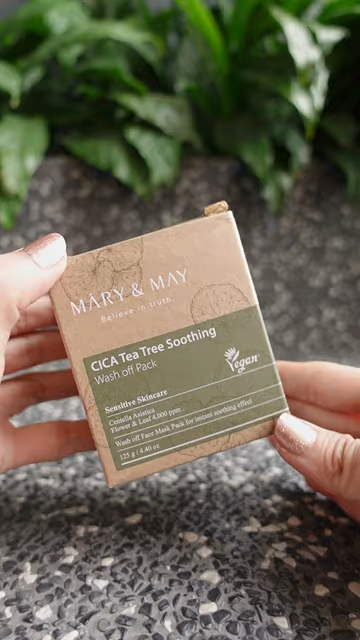 MARY & MAY
Believe in truth.
CICA Tea Tree Soothing
Wash off Pack
Vegan
Sensitive Skincare
Centella Asiatica
Flower & Leaf 4,000 ppm
Wash off Face Mask Pack for instant soothing effect
125 g / 4.40 oz